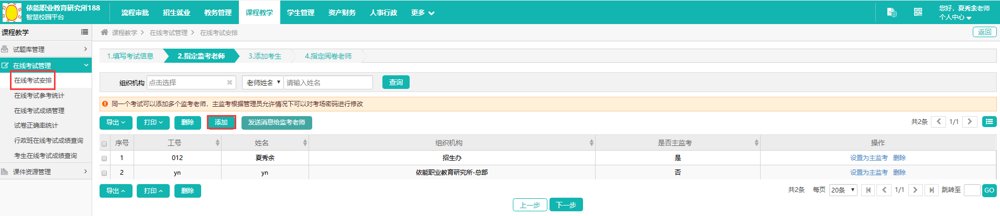 依能职业教育研究所188
智慧校园平台
流程审批 招生就业 教务管理 课程教学 学生管理 资产财务 人事行政 更多
您好，夏秀余老师
个人中心
课程教学
试题库管理
在线考试管理
在线考试安排
在线考试参考统计
在线考试成绩管理
试卷正确率统计
行政班在线考试成绩查询
考生在线考试成绩查询
课件资源管理
课程教学 > 在线考试管理 > 在线考试安排
返回
1.填写考试信息 2.指定监考老师 3.添加考生 4.指定阅卷老师
组织机构 点击选择 老师姓名 请输入姓名 查询
同一个考试可以添加多个监考老师，主监考根据管理员允许情况下可以对考场密码进行修改
导出 打印 删除 添加 发送消息给监考老师 共2条 1/1
序号 工号 姓名 组织机构 是否主监考 操作
1 012 夏秀余 招生办 是 设置为主监考 删除
2 yn yn 依能职业教育研究所-总部 否 设置为主监考 删除
导出 打印 删除 共2条 每页 20条 1/1 跳转至 GO
上一步 下一步